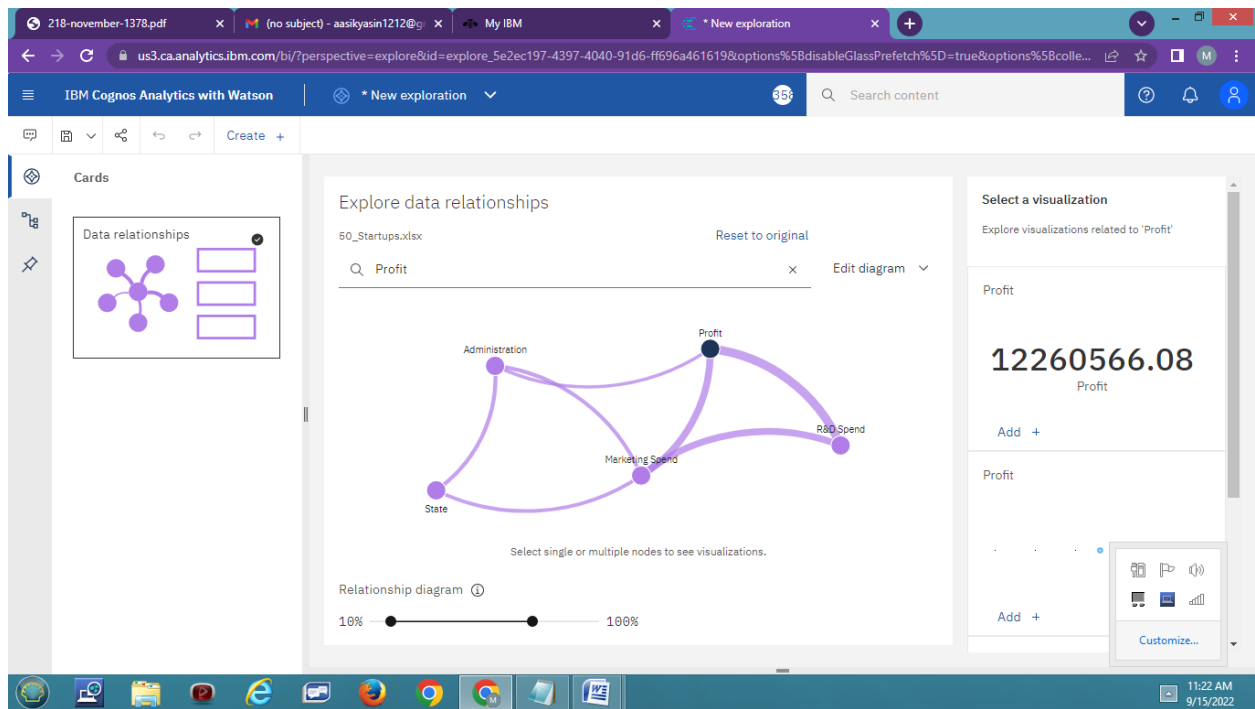 218-november-1378.pdf
(no subject) - aasikyasin1212@g
My IBM
* New exploration
us3.ca.analytics.ibm.com/bi/?perspective=explore&id=explore_5e2ec197-4397-4040-91d6-ff696a461619&options%5BdisableGlassPrefetch%5D=true&options%5Bcolle...
M
IBM Cognos Analytics with Watson
* New exploration
358
Search content
Create +
Cards
Data relationships
Explore data relationships
50_Startups.xlsx
Reset to original
Profit
Edit diagram
Profit
Administration
R&D Spend
Marketing Spend
State
Select single or multiple nodes to see visualizations.
Relationship diagram
10%
100%
Select a visualization
Explore visualizations related to 'Profit'
Profit
12260566.08
Profit
Add +
Profit
Add +
Customize...
11:22 AM
9/15/2022